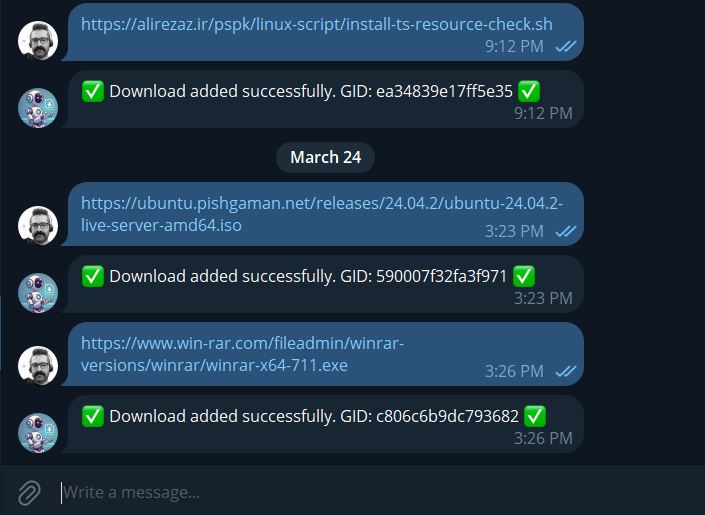 https://alirezaz.ir/pspk/linux-script/install-ts-resource-check.sh
9:12 PM
✅ Download added successfully. GID: ea34839e17ff5e35 ✅
9:12 PM
March 24
https://ubuntu.pishgaman.net/releases/24.04.2/ubuntu-24.04.2-
live-server-amd64.iso
3:23 PM
✅ Download added successfully. GID: 590007f32fa3f971 ✅
3:23 PM
https://www.win-rar.com/fileadmin/winrar-
versions/winrar/winrar-x64-711.exe
3:26 PM
✅ Download added successfully. GID: c806c6b9dc793682 ✅
3:26 PM
Write a message...